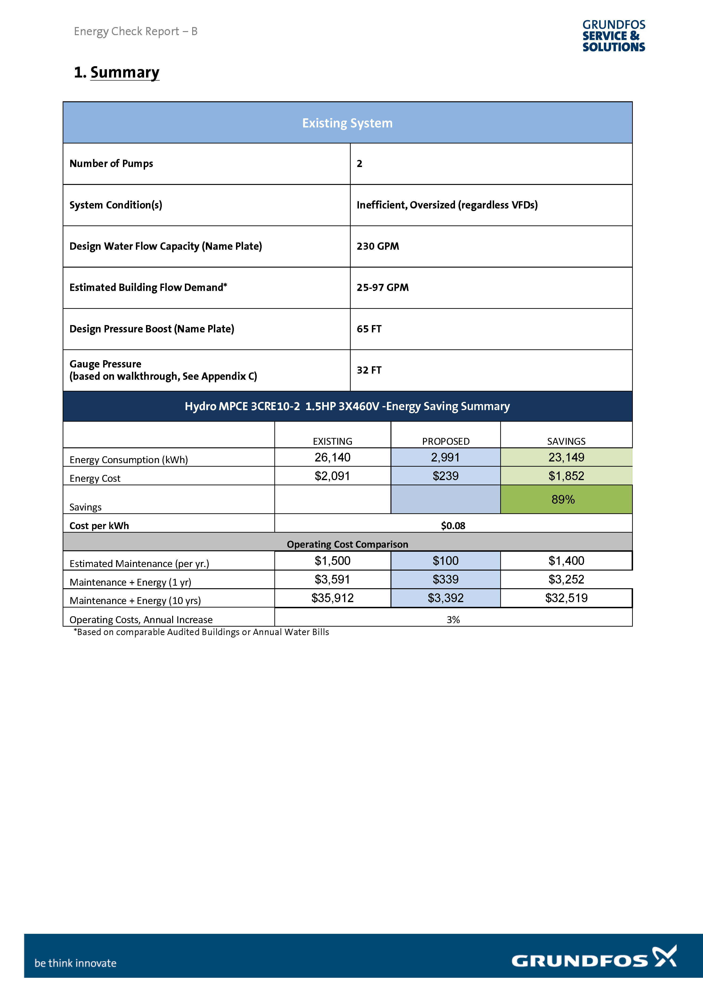 Energy Check Report – B
GRUNDFOS
SERVICE &
SOLUTIONS
1. Summary
Existing System
Number of Pumps 2
System Condition(s) Inefficient, Oversized (regardless VFDs)
Design Water Flow Capacity (Name Plate) 230 GPM
Estimated Building Flow Demand* 25-97 GPM
Design Pressure Boost (Name Plate) 65 FT
Gauge Pressure
(based on walkthrough, See Appendix C) 32 FT
Hydro MPCE 3CRE10-2 1.5HP 3X460V -Energy Saving Summary
EXISTING PROPOSED SAVINGS
Energy Consumption (kWh) 26,140 2,991 23,149
Energy Cost $2,091 $239 $1,852
Savings 89%
Cost per kWh $0.08
Operating Cost Comparison
Estimated Maintenance (per yr.) $1,500 $100 $1,400
Maintenance + Energy (1 yr) $3,591 $339 $3,252
Maintenance + Energy (10 yrs) $35,912 $3,392 $32,519
Operating Costs, Annual Increase 3%
*Based on comparable Audited Buildings or Annual Water Bills
be think innovate
GRUNDFOS